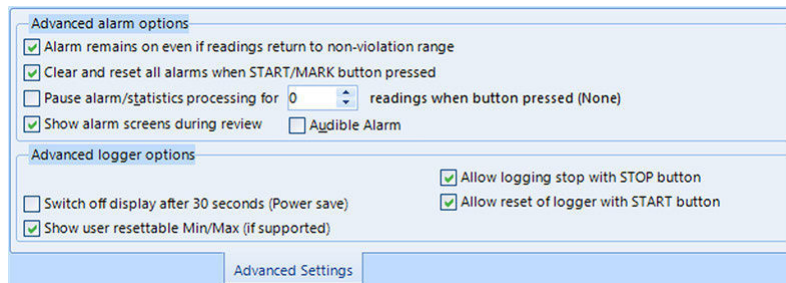 Advanced alarm options
Alarm remains on even if readings return to non-violation range
Clear and reset all alarms when START/MARK button pressed
Pause alarm/statistics processing for 0 readings when button pressed (None)
Show alarm screens during review Audible Alarm
Advanced logger options
Allow logging stop with STOP button
Switch off display after 30 seconds (Power save) Allow reset of logger with START button
Show user resettable Min/Max (if supported)
Advanced Settings